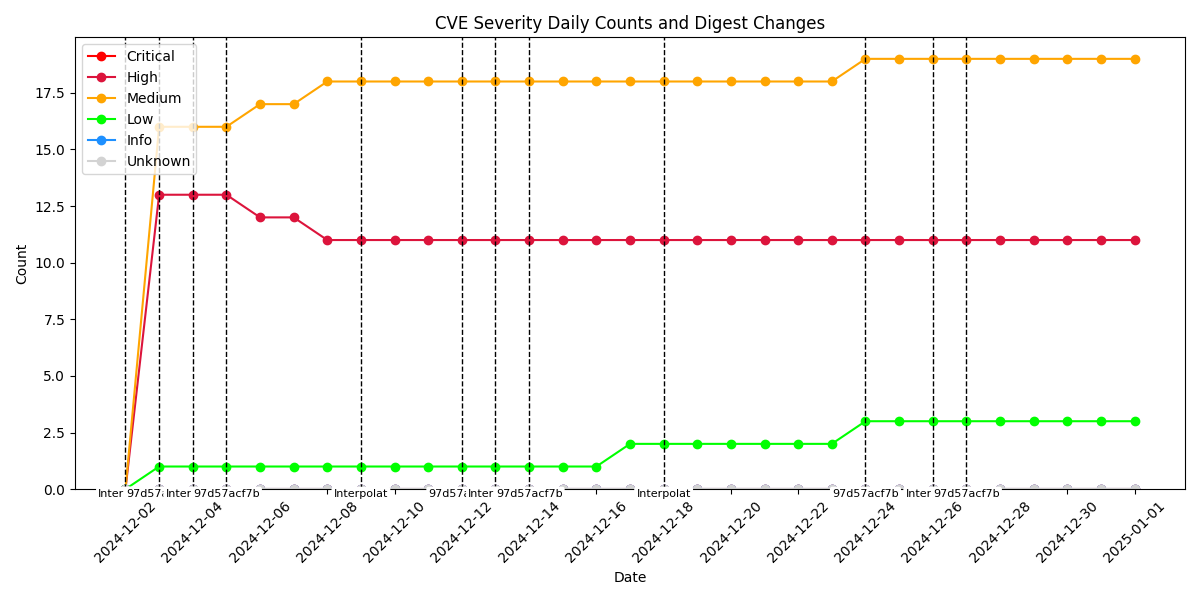 CVE Severity Daily Counts and Digest Changes
Critical
High
Medium
Low
Info
Unknown
Count
17.5
15.0
12.5
10.0
7.5
5.0
2.5
0.0
Inter 97d57 Inter 97d57acf7b Interpolat 97d57 Inter 97d57acf7b Interpolat 97d57acf7b Inter 97d57acf7b
2024-12-02
2024-12-04
2024-12-06
2024-12-08
2024-12-10
2024-12-12
2024-12-14
2024-12-16
2024-12-18
2024-12-20
2024-12-22
2024-12-24
2024-12-26
2024-12-28
2024-12-30
2025-01-01
Date